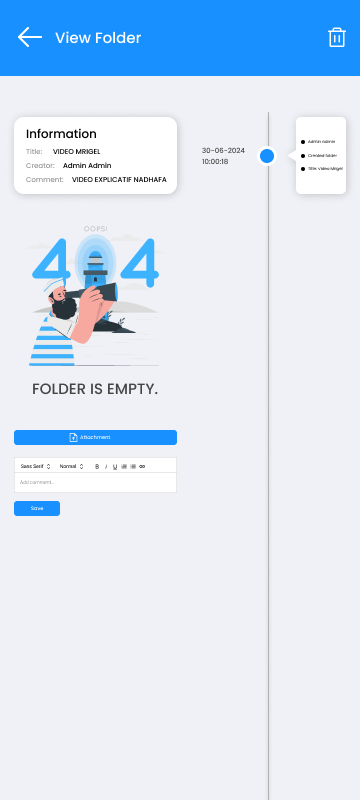 View Folder
Information
Title: VIDEO MRIGEL
Creator: Admin Admin
Comment: VIDEO EXPLICATIF NADHAFA
30-06-2024
10:00:18
Admin Admin
Created folder
Title: Video Mrigel
OOPS!
404
FOLDER IS EMPTY.
Attachment
Sans Serif Normal B I U
Add comment...
Save